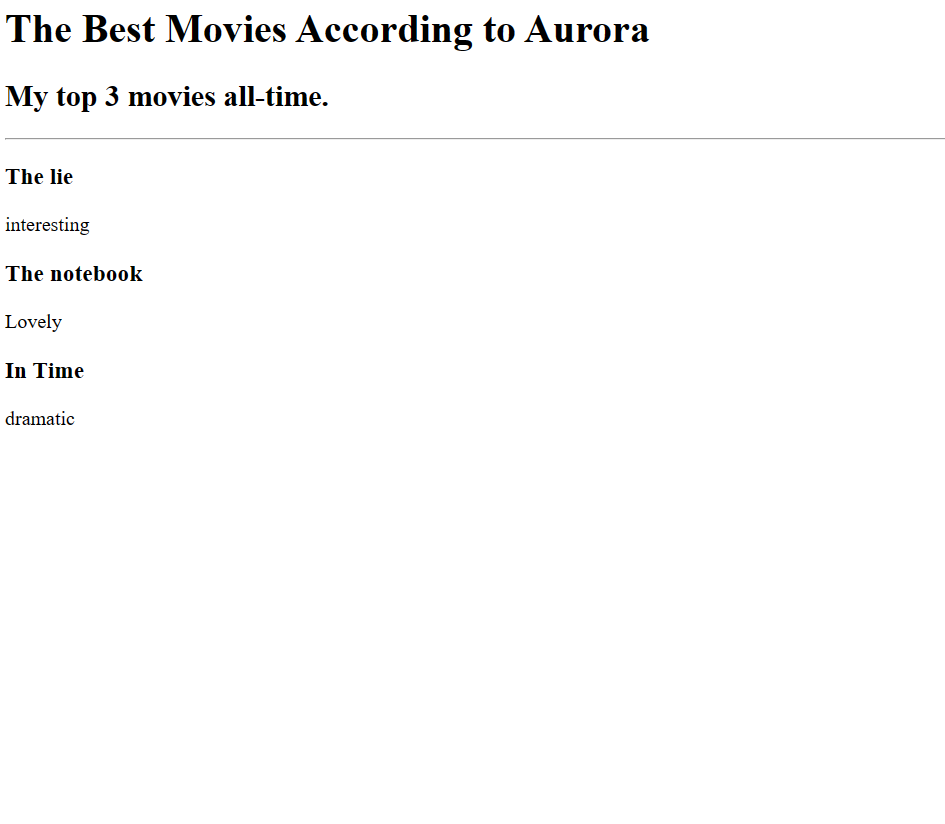 The Best Movies According to Aurora
My top 3 movies all-time.
The lie
interesting
The notebook
Lovely
In Time
dramatic